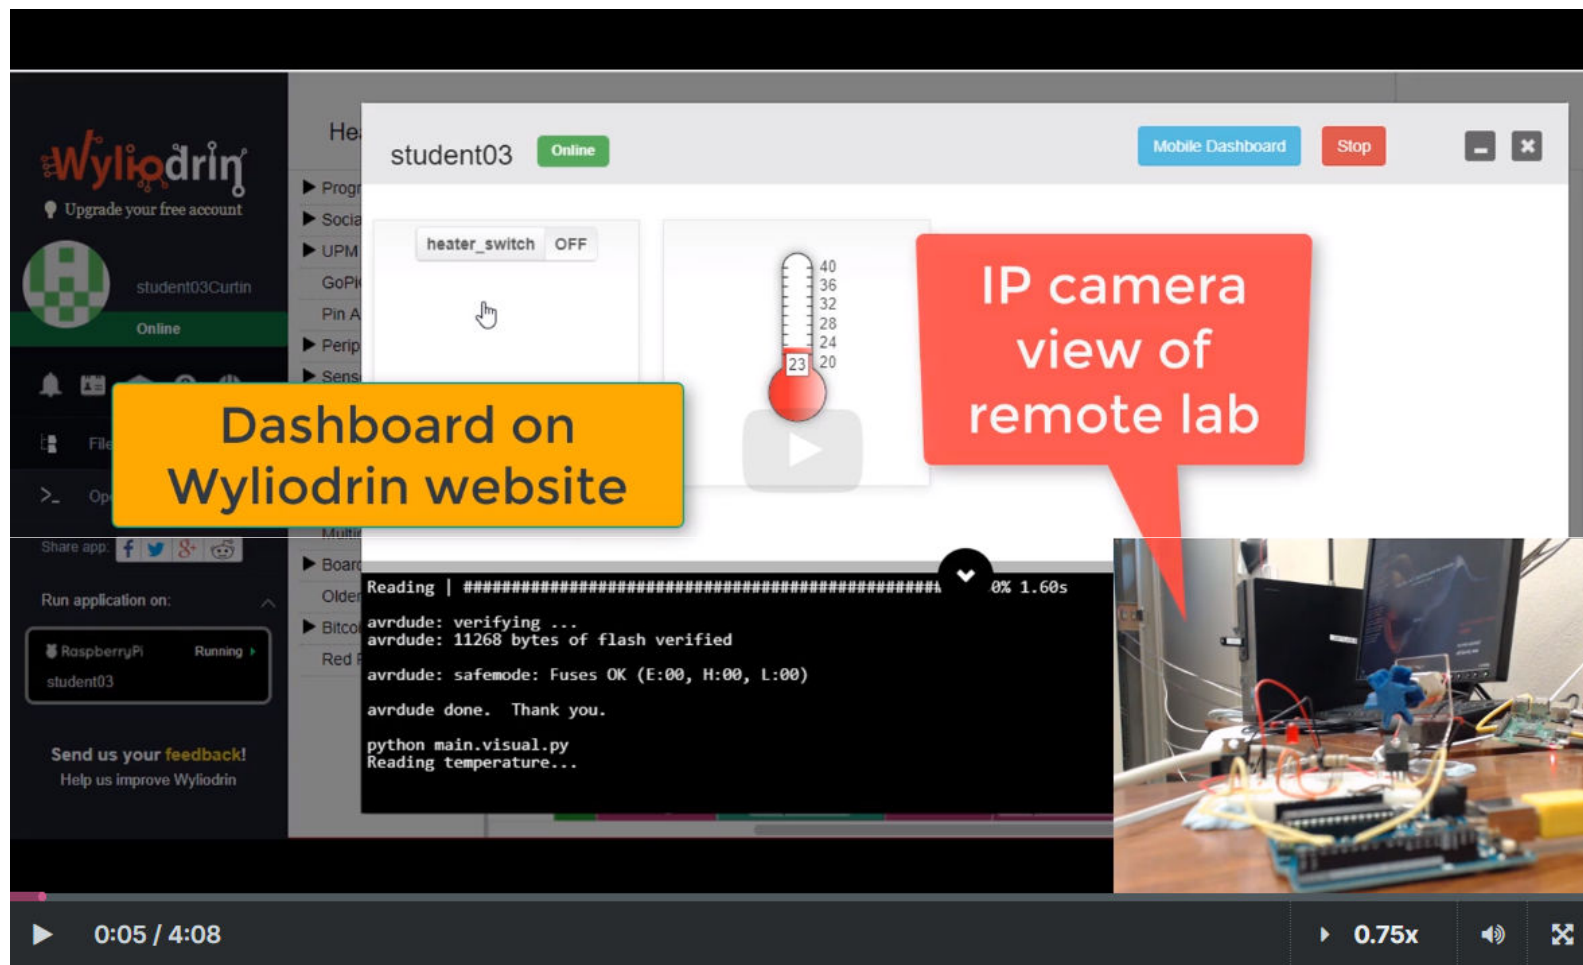 Wyliodrin
Upgrade your free account
student03Curtin
Online
File
Op
Share app:
Run application on:
RaspberryPi Running
student03
Send us your feedback!
Help us improve Wyliodrin
Hea
Progr
Socia
UPM
GoPi
Pin A
Perip
Sens
Multim
Board
Older
Bitcoi
Red P
student03 Online Mobile Dashboard Stop
heater_switch OFF
40
36
32
28
24
23 20
Dashboard on
Wyliodrin website
IP camera
view of
remote lab
Reading | ################################################## 0% 1.60s
avrdude: verifying ...
avrdude: 11268 bytes of flash verified
avrdude: safemode: Fuses OK (E:00, H:00, L:00)
avrdude done.  Thank you.
python main.visual.py
Reading temperature...
0:05 / 4:08 0.75x